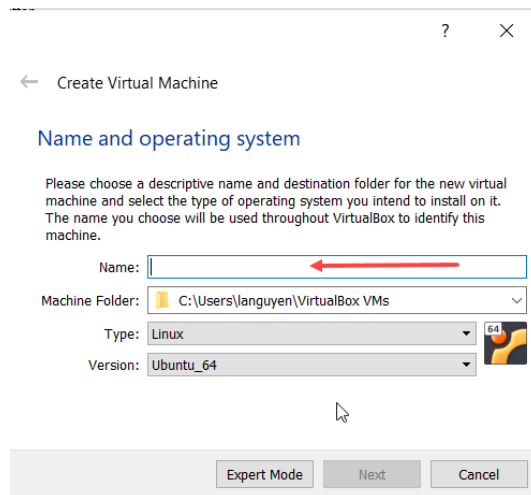 ?
Create Virtual Machine
Name and operating system
Please choose a descriptive name and destination folder for the new virtual
machine and select the type of operating system you intend to install on it.
The name you choose will be used throughout VirtualBox to identify this
machine.
Name:
Machine Folder: C:\Users\languyen\VirtualBox VMs
Type: Linux
64
Version: Ubuntu_64
Expert Mode Next Cancel